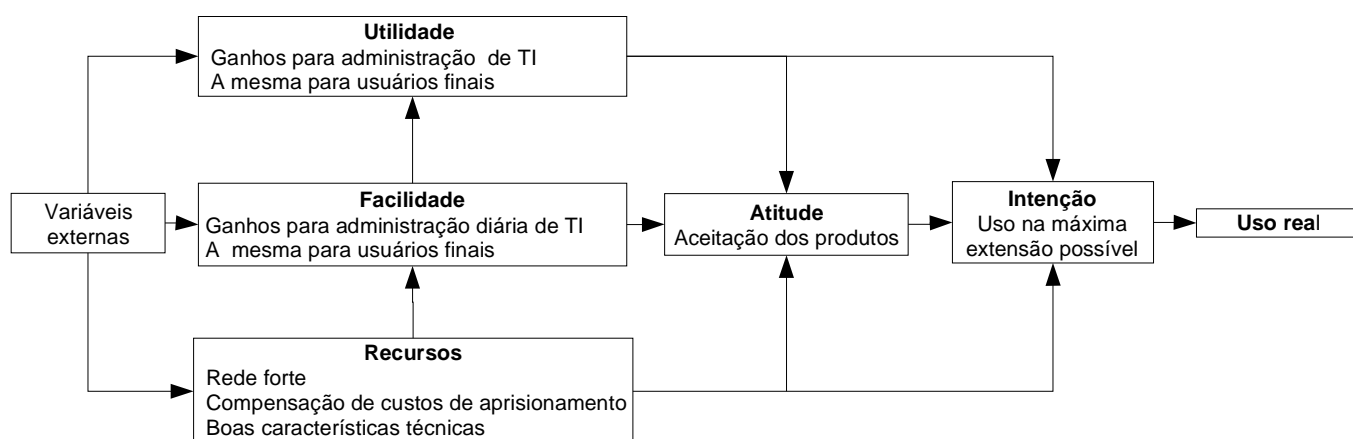 Utilidade
Ganhos para administração de TI
A mesma para usuários finais
Variáveis
externas
Facilidade
Ganhos para administração diária de TI
A mesma para usuários finais
Atitude
Aceitação dos produtos
Intenção
Uso na máxima
extensão possível
Uso real
Recursos
Rede forte
Compensação de custos de aprisionamento
Boas características técnicas